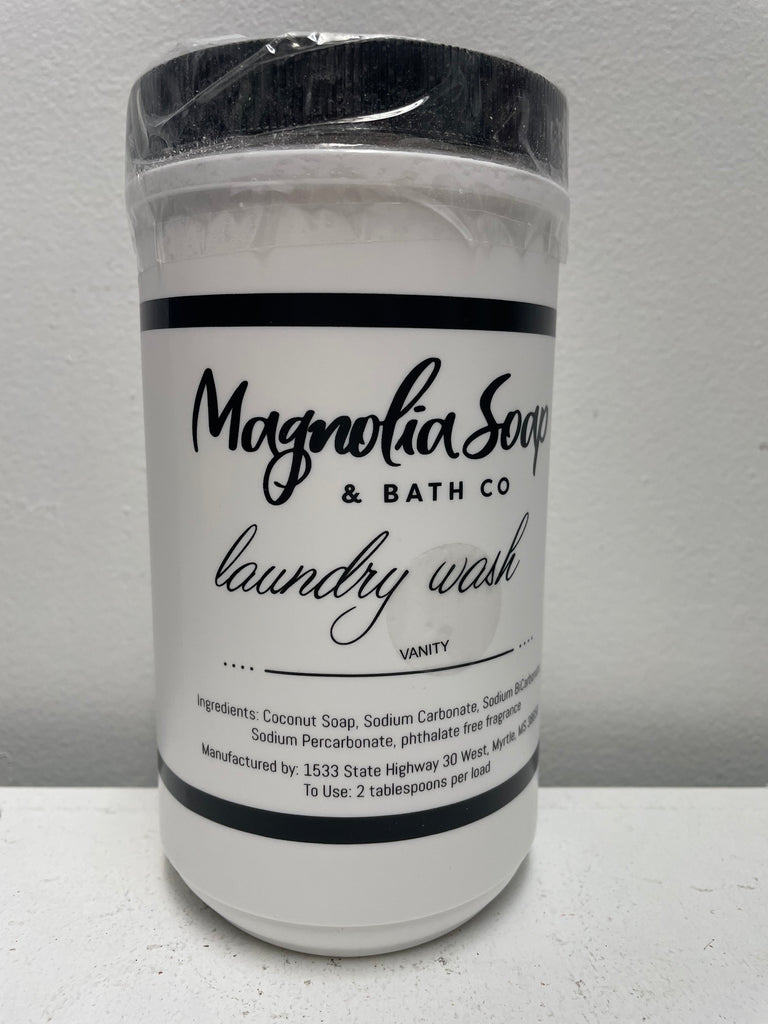 Magnolia Soap
& BATH CO
laundry wash
VANITY
Ingredients: Coconut Soap, Sodium Carbonate, Sodium BiCarbonate,
Sodium Percarbonate, phthalate free fragrance
Manufactured by: 1533 State Highway 30 West, Myrtle, MS
To Use: 2 tablespoons per load